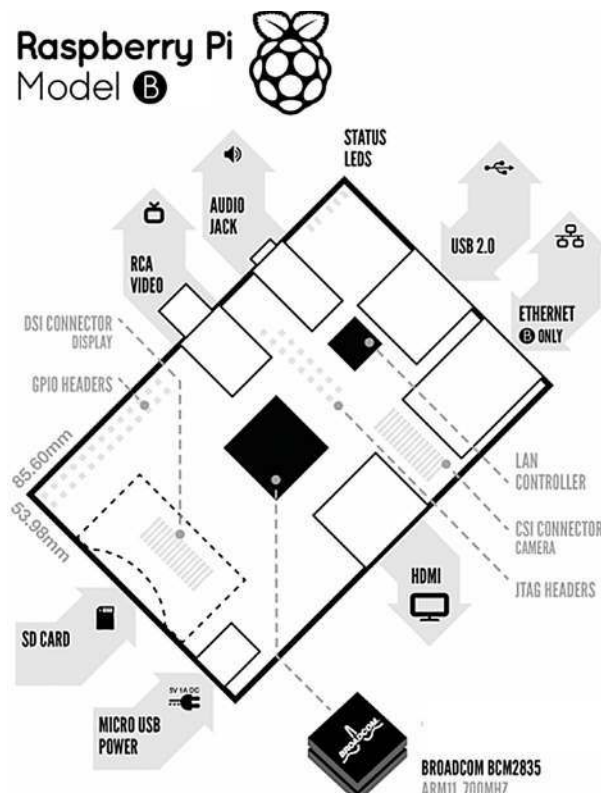 Raspberry Pi
Model B
STATUS
LEDS
AUDIO
JACK
USB 2.0
RCA
VIDEO
ETHERNET
B ONLY
DSI CONNECTOR
DISPLAY
GPIO HEADERS
85.60mm
53.98mm
LAN
CONTROLLER
CSI CONNECTOR
CAMERA
JTAG HEADERS
HDMI
SD CARD
5V 1A DC
MICRO USB
POWER
BROADCOM
BROADCOM BCM2835
ARM11 700MHZ